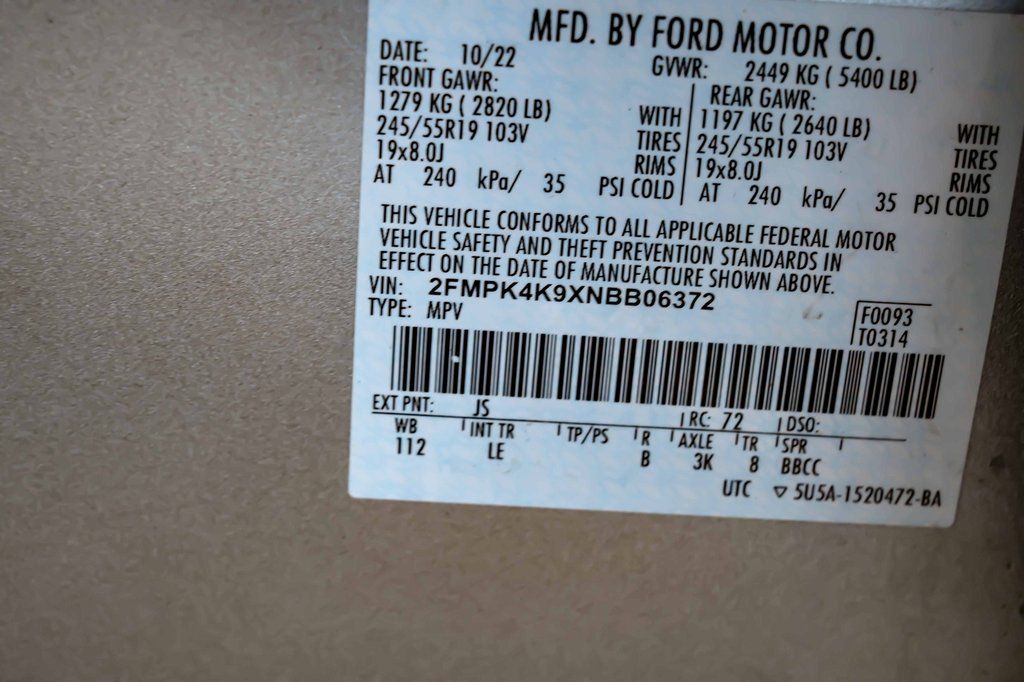 MFD. BY FORD MOTOR CO.
DATE: 10/22 GVWR: 2449 KG ( 5400 LB)
FRONT GAWR: REAR GAWR:
1279 KG ( 2820 LB) WITH 1197 KG ( 2640 LB) WITH
245/55R19 103V TIRES 245/55R19 103V TIRES
19x8.0J RIMS 19x8.0J RIMS
AT 240 kPa/ 35 PSI COLD AT 240 kPa/ 35 PSI COLD
THIS VEHICLE CONFORMS TO ALL APPLICABLE FEDERAL MOTOR
VEHICLE SAFETY AND THEFT PREVENTION STANDARDS IN
EFFECT ON THE DATE OF MANUFACTURE SHOWN ABOVE.
VIN: 2FMPK4K9XNBB06372
TYPE: MPV F0093
T0314
EXT PNT: JS RC: 72 DSO:
WB INT TR TP/PS R AXLE TR SPR
112 LE B 3K 8 BBCC
UTC ▽ 5U5A-1520472-BA